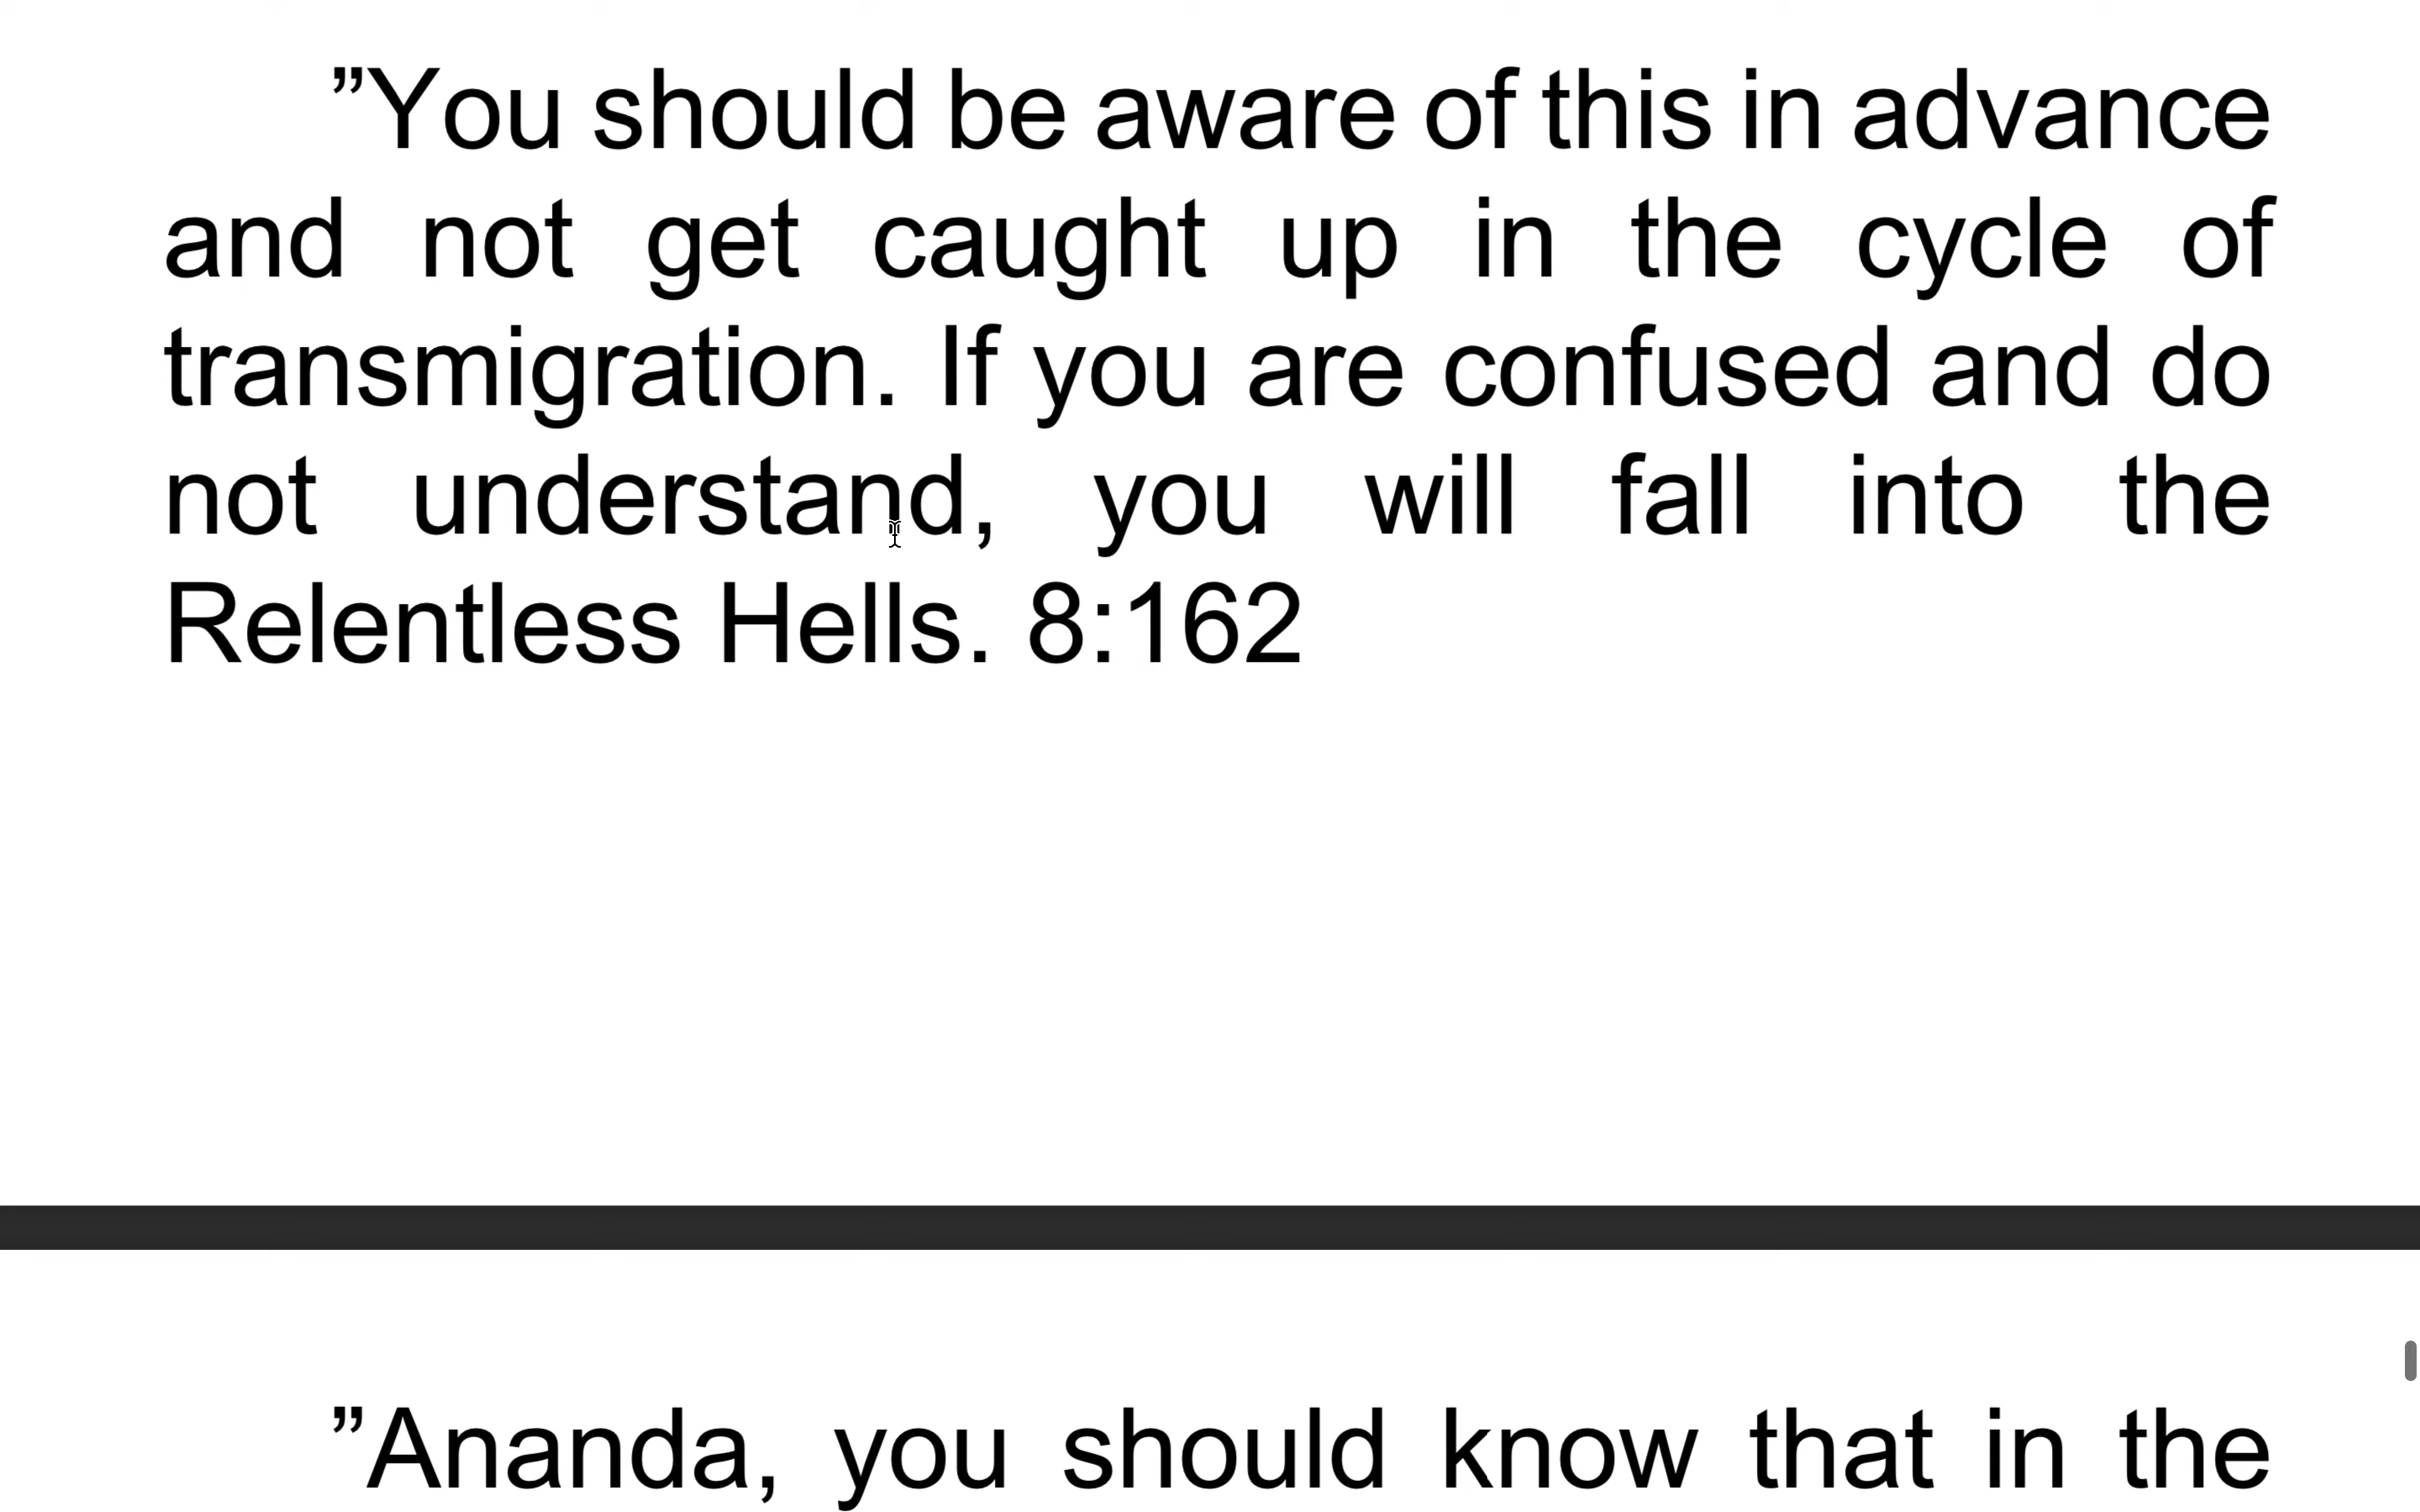 ”You should be aware of this in advance
and not get caught up in the cycle of
transmigration. If you are confused and do
not understand, you will fall into the
Relentless Hells. 8:162
”Ananda, you should know that in the